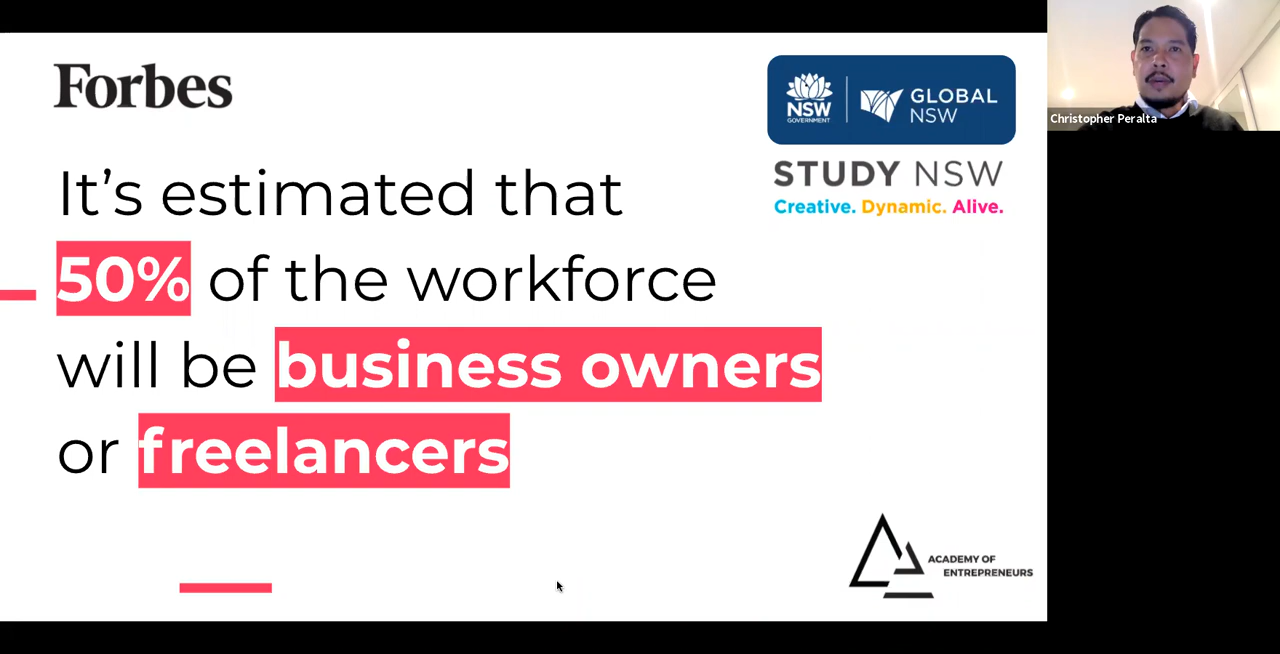 Forbes
It’s estimated that
50% of the workforce
will be business owners
or freelancers
NSW
GOVERNMENT
GLOBAL
NSW
STUDY NSW
Creative. Dynamic. Alive.
ACADEMY OF
ENTREPRENEURS
Christopher Peralta